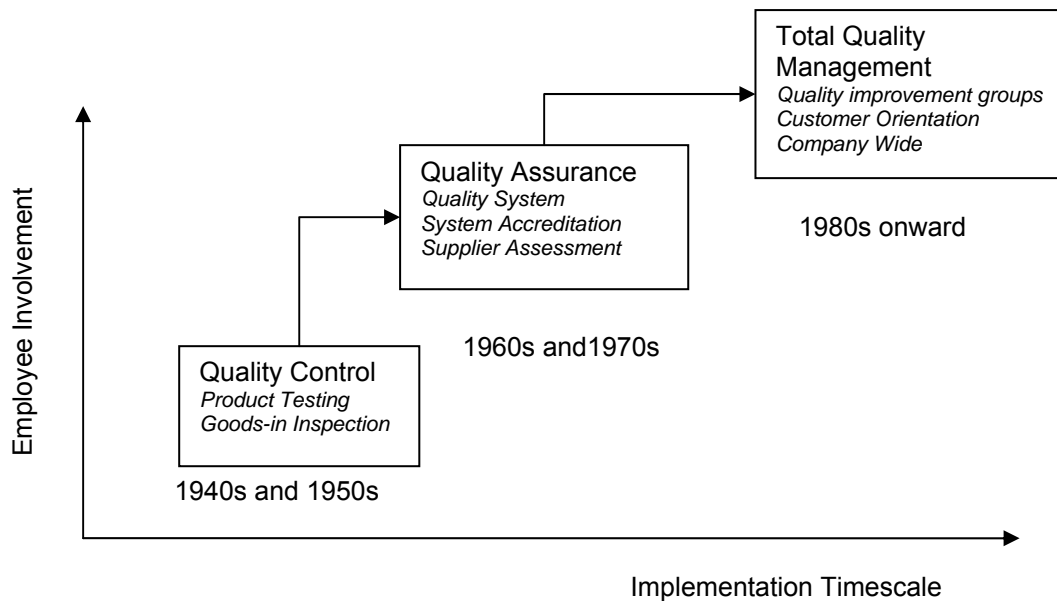 Total Quality
Management
Quality improvement groups
Customer Orientation
Company Wide
1980s onward
Quality Assurance
Quality System
System Accreditation
Supplier Assessment
1960s and1970s
Quality Control
Product Testing
Goods-in Inspection
1940s and 1950s
Employee Involvement
Implementation Timescale